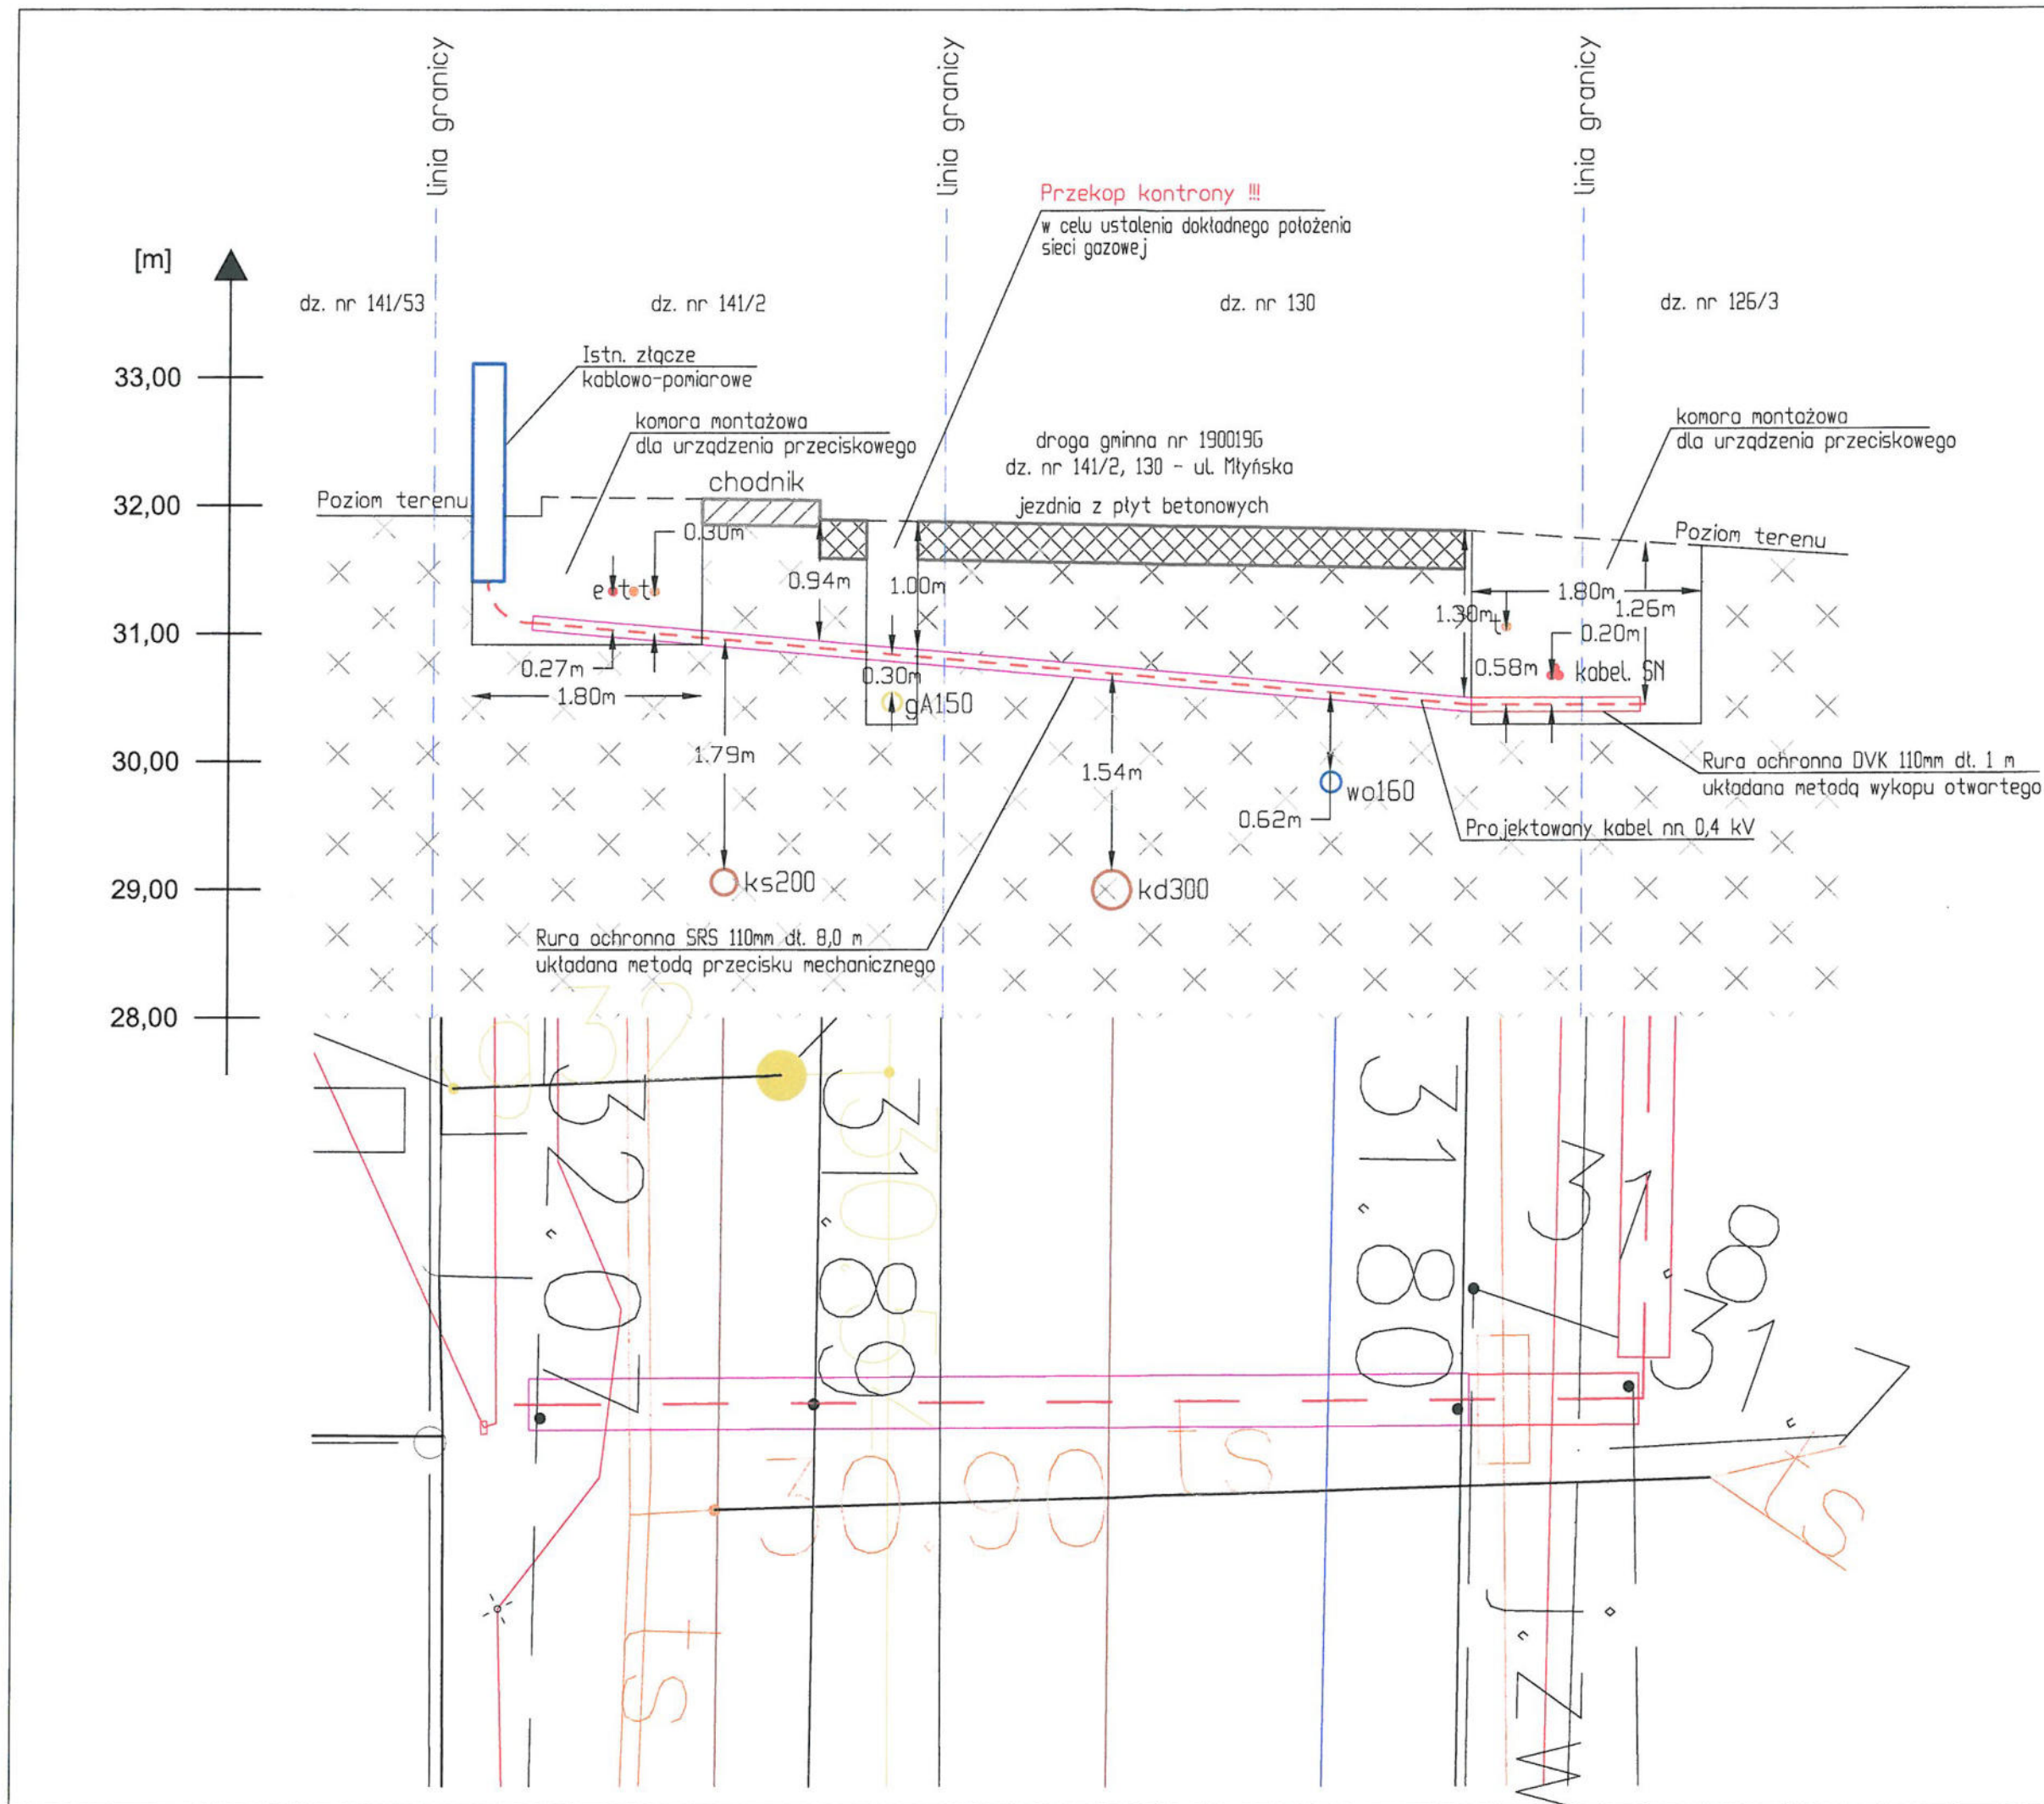 linia granicy
linia granicy
linia granicy
Przekop kontrony !!!
w celu ustalenia dokładnego położenia
sieci gazowej
[m]
dz. nr 141/53
dz. nr 141/2
dz. nr 130
dz. nr 126/3
Istn. złącze
kablowo-pomiarowe
33,00
komora montażowa
dla urządzenia przeciskowego
komora montażowa
dla urządzenia przeciskowego
droga gminna nr 190019G
dz. nr 141/2, 130 - ul. Młyńska
chodnik
jezdnia z płyt betonowych
32,00
Poziom terenu
Poziom terenu
0.30m
0.94m
1.00m
1.80m
1.26m
1.30m
e t t
t
31,00
0.20m
0.27m
0.30m
0.58m
kabel. SN
1.80m
gA150
30,00
1.79m
1.54m
wo160
0.62m
Rura ochronna DVK 110mm dł. 1 m
układana metodą wykopu otwartego
Projektowany kabel nn 0,4 kV
29,00
ks200
kd300
Rura ochronna SRS 110mm dł. 8,0 m
układana metodą przecisku mechanicznego
28,00
g32
32.07
31.89
31.80
31.8
31.7
30.90
ts
ts
ts